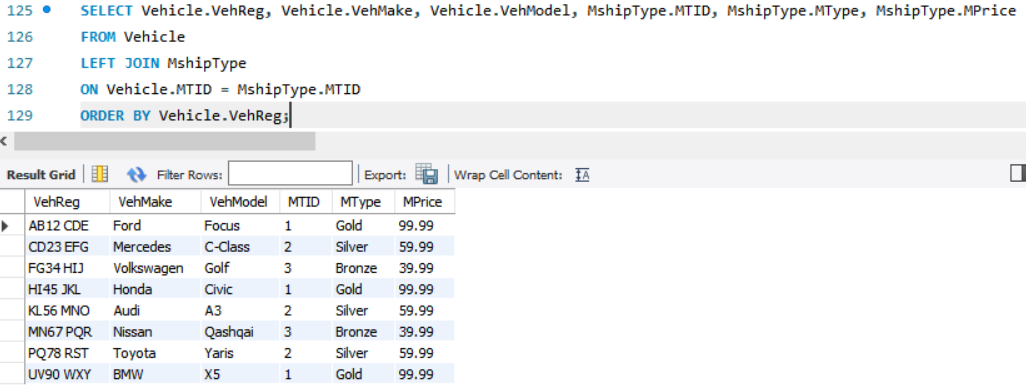 125 SELECT Vehicle.VehReg, Vehicle.VehMake, Vehicle.VehModel, MshipType.MTID, MshipType.MType, MshipType.MPrice
126 FROM Vehicle
127 LEFT JOIN MshipType
128 ON Vehicle.MTID = MshipType.MTID
129 ORDER BY Vehicle.VehReg;
Result Grid Filter Rows: Export: Wrap Cell Content: IA
VehReg VehMake VehModel MTID MType MPrice
AB12 CDE Ford Focus 1 Gold 99.99
CD23 EFG Mercedes C-Class 2 Silver 59.99
FG34 HIJ Volkswagen Golf 3 Bronze 39.99
HI45 JKL Honda Civic 1 Gold 99.99
KL56 MNO Audi A3 2 Silver 59.99
MN67 PQR Nissan Qashqai 3 Bronze 39.99
PQ78 RST Toyota Yaris 2 Silver 59.99
UV90 WXY BMW X5 1 Gold 99.99